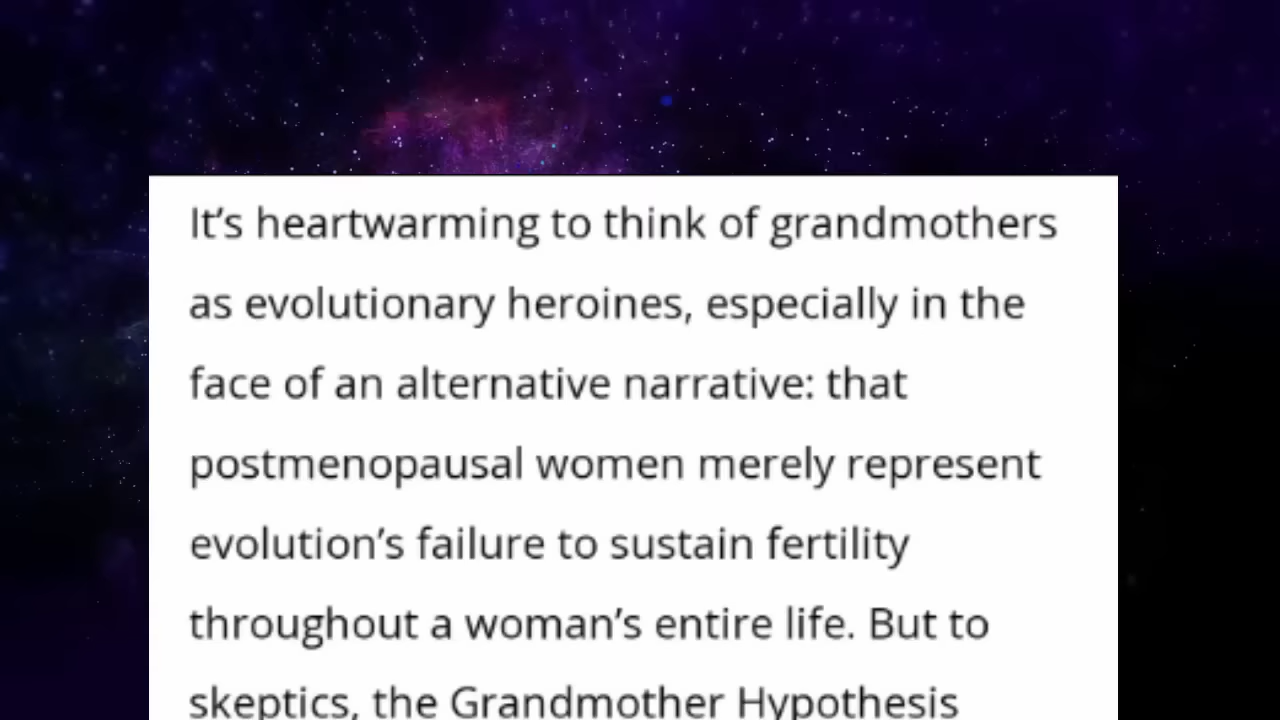 It’s heartwarming to think of grandmothers
as evolutionary heroines, especially in the
face of an alternative narrative: that
postmenopausal women merely represent
evolution’s failure to sustain fertility
throughout a woman’s entire life. But to
skeptics, the Grandmother Hypothesis